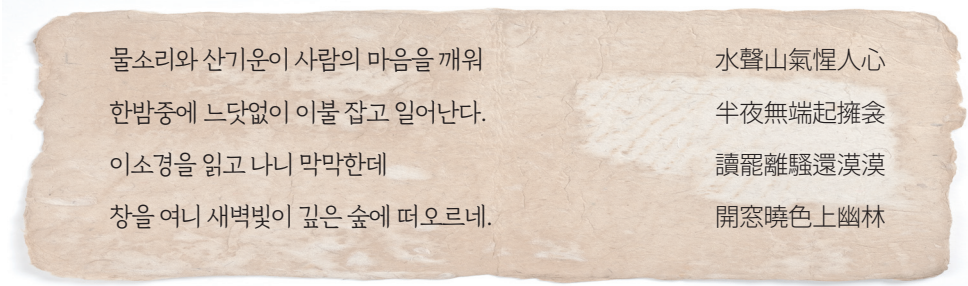 물소리와 산기운이 사람의 마음을 깨워
한밤중에 느닷없이 이불 잡고 일어난다.
이소경을 읽고 나니 막막한데
창을 여니 새벽빛이 깊은 숲에 떠오르네.
水聲山氣惺人心
半夜無端起擁衾
讀罷離騷還漠漠
開窓曉色上幽林